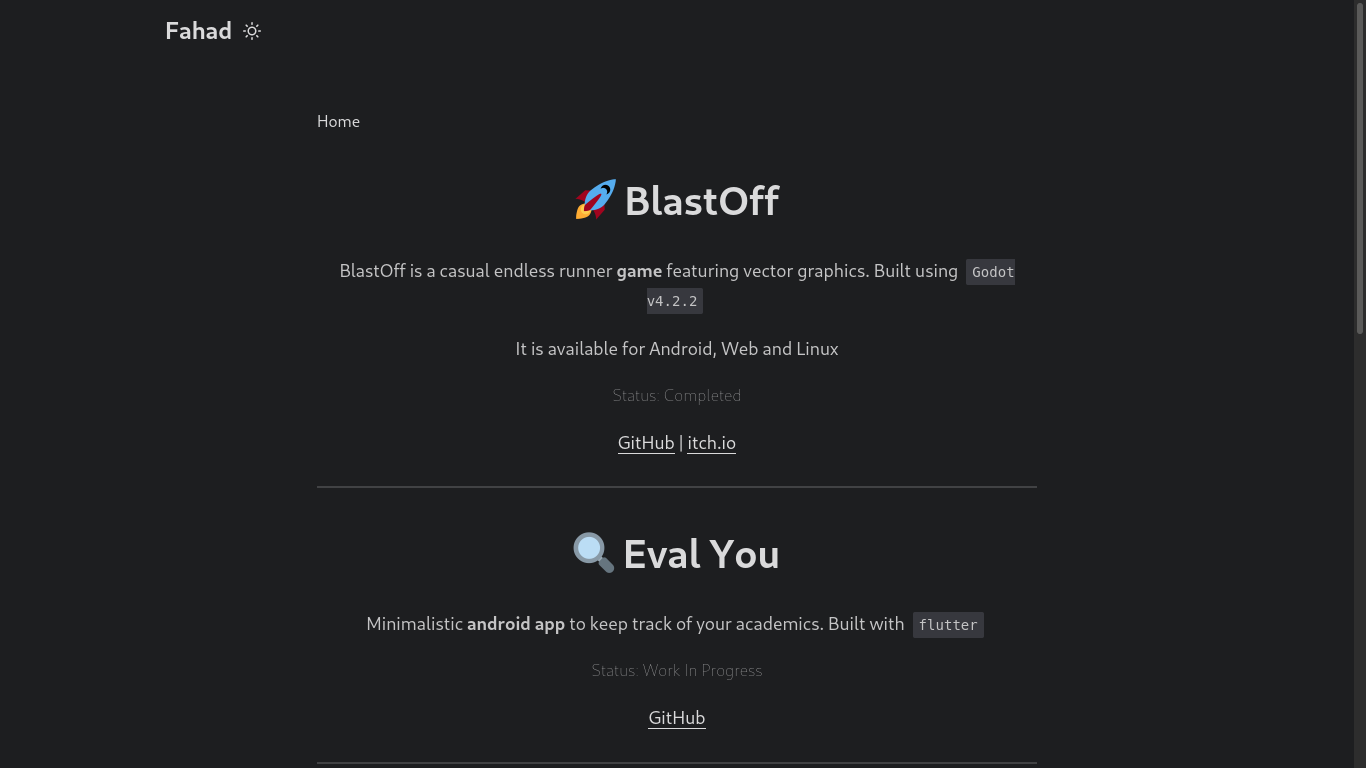 Fahad
Home
BlastOff
BlastOff is a casual endless runner game featuring vector graphics. Built using Godot
v4.2.2
It is available for Android, Web and Linux
Status: Completed
GitHub | itch.io
Eval You
Minimalistic android app to keep track of your academics. Built with flutter
Status: Work In Progress
GitHub